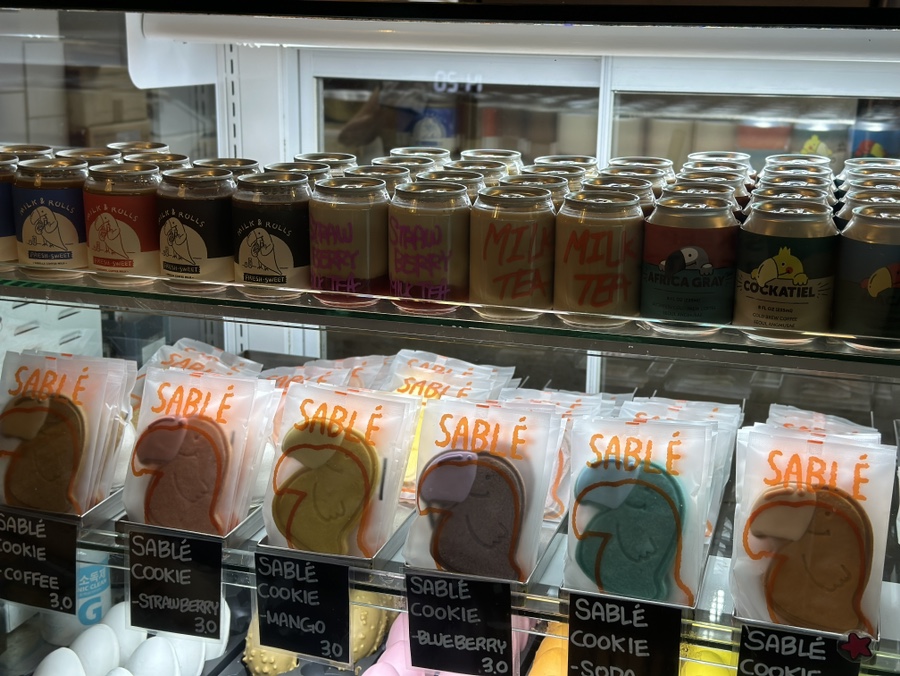 MILK & ROLLS
FRESH-SWEET
MILK & ROLLS
FRESH-SWEET
MILK & ROLLS
FRESH-SWEET
MILK & ROLLS
FRESH-SWEET
STRAW
BERRY
MILK TEA
STRAW
BERRY
MILK TEA
MILK
TEA
MILK
TEA
AFRICA GRAY
COCKATIEL
SABLÉ
SABLÉ
SABLÉ
SABLÉ
SABLÉ
SABLÉ
SABLÉ
SABLÉ
COOKIE
-COFFEE
3.0
SABLÉ
COOKIE
-STRAWBERRY
3.0
SABLÉ
COOKIE
-MANGO
3.0
SABLÉ
COOKIE
-BLUEBERRY
3.0
SABLÉ
COOKIE
-SODA
SABLÉ
COOKIE